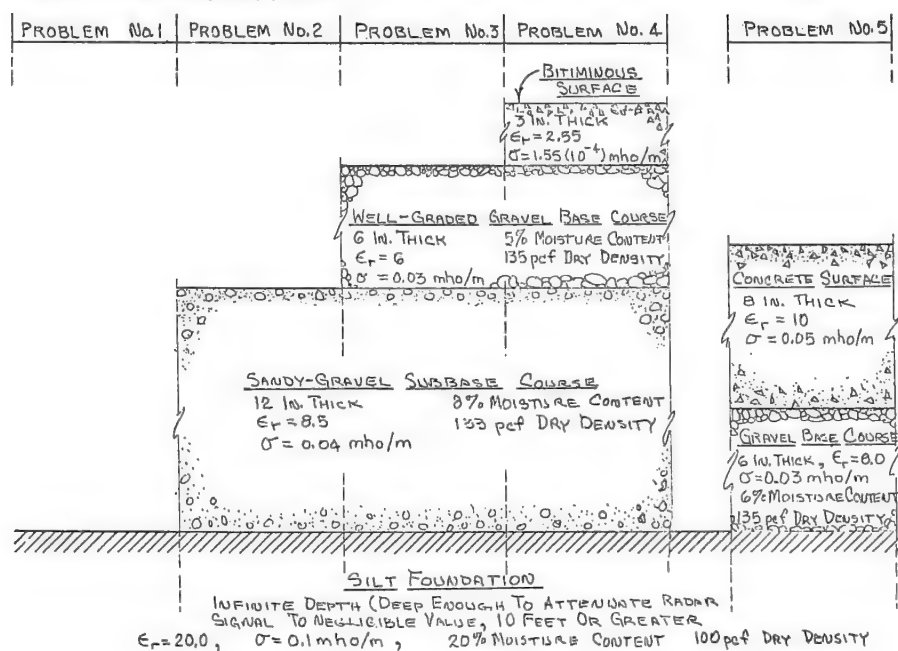 PROBLEM No.1
PROBLEM No.2
PROBLEM No.3
PROBLEM No. 4
PROBLEM No.5
BITIMINOUS
SURFACE
3 IN. THICK
εr = 2.55
σ = 1.55(10⁻⁴) mho/m
WELL-GRADED GRAVEL BASE COURSE
6 IN. THICK 5% MOISTURE CONTENT
εr = 6 135 pcf DRY DENSITY
σ = 0.03 mho/m
CONCRETE SURFACE
8 IN. THICK
εr = 10
σ = 0.05 mho/m
SANDY-GRAVEL SUBBASE COURSE
12 IN. THICK 8% MOISTURE CONTENT
εr = 8.5 133 pcf DRY DENSITY
σ = 0.04 mho/m
GRAVEL BASE COURSE
6 IN. THICK, εr = 8.0
σ = 0.03 mho/m
6% MOISTURE CONTENT
135 pcf DRY DENSITY
SILT FOUNDATION
INFINITE DEPTH (DEEP ENOUGH TO ATTENUATE RADAR
SIGNAL TO NEGLIGIBLE VALUE, 10 FEET OR GREATER
εr = 20.0, σ = 0.1 mho/m, 20% MOISTURE CONTENT 100 pcf DRY DENSITY